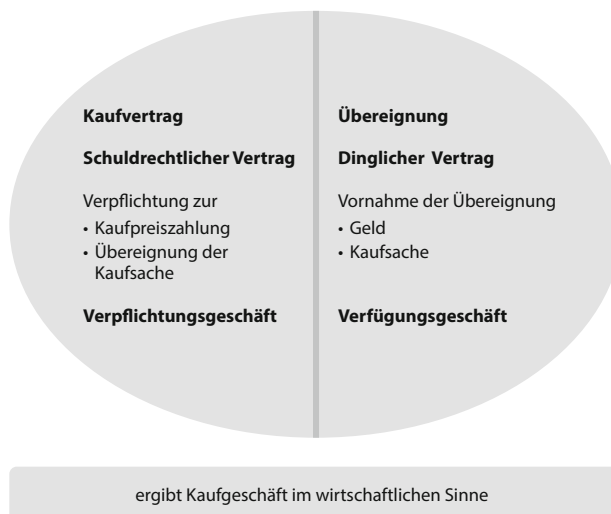 Kaufvertrag
Schuldrechtlicher Vertrag
Verpflichtung zur
• Kaufpreiszahlung
• Übereignung der
Kaufsache
Verpflichtungsgeschäft
Übereignung
Dinglicher Vertrag
Vornahme der Übereignung
• Geld
• Kaufsache
Verfügungsgeschäft
ergibt Kaufgeschäft im wirtschaftlichen Sinne